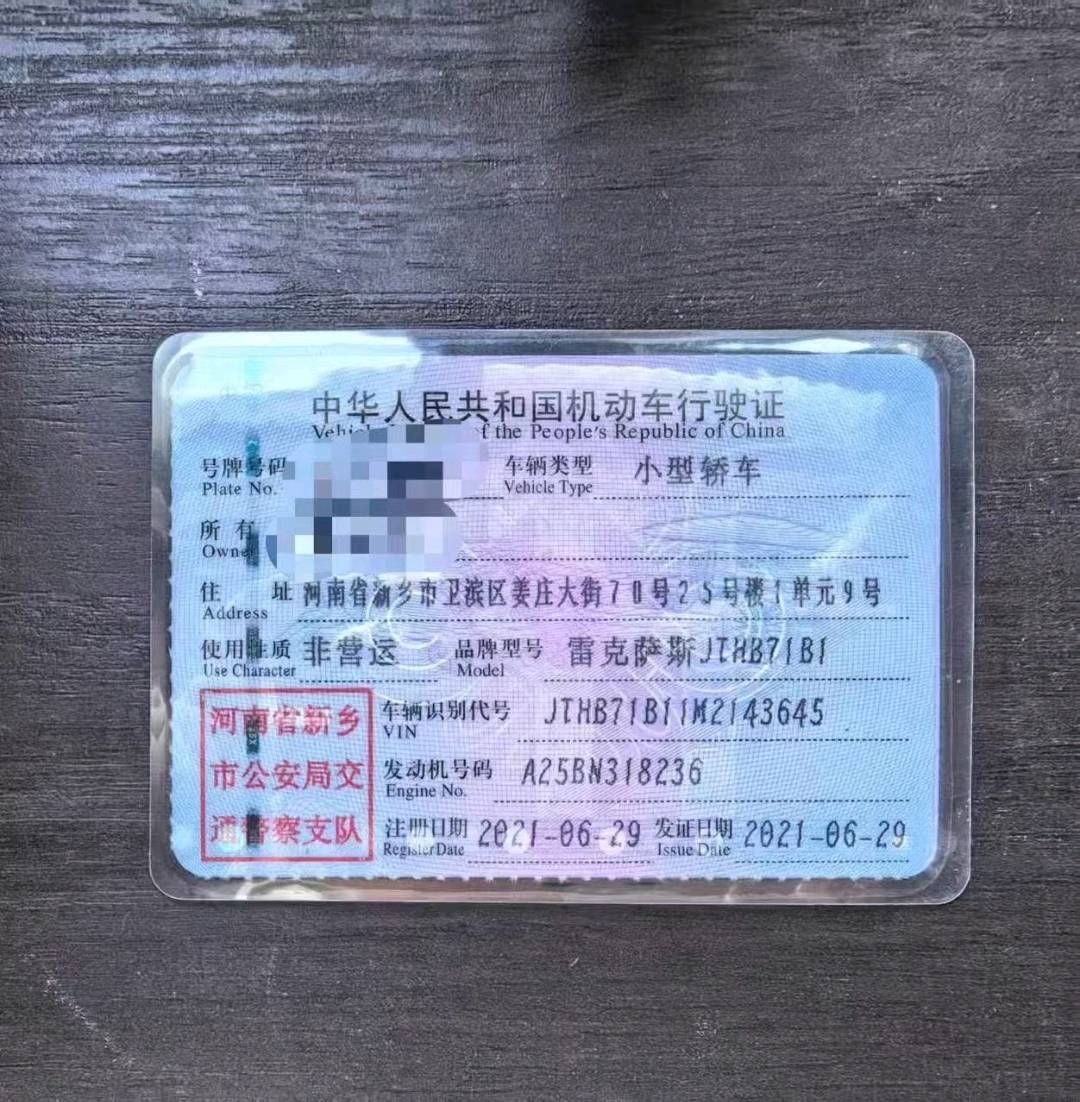 中华人民共和国机动车行驶证
of the People's Republic of China
号牌号码 车辆类型 小型轿车
Plate No. Vehicle Type
所有
Owner
住址 河南省新乡市卫滨区姜庄大街70号25号楼1单元9号
Address
使用性质 非营运 品牌型号 雷克萨斯JTHB71B1
Use Character Model
河南省新乡 车辆识别代号 JTHB71B11M2143645
VIN
市公安局交 发动机号码 A25BN318236
Engine No.
通警察支队 注册日期 2021-06-29 发证日期 2021-06-29
Register Date Issue Date